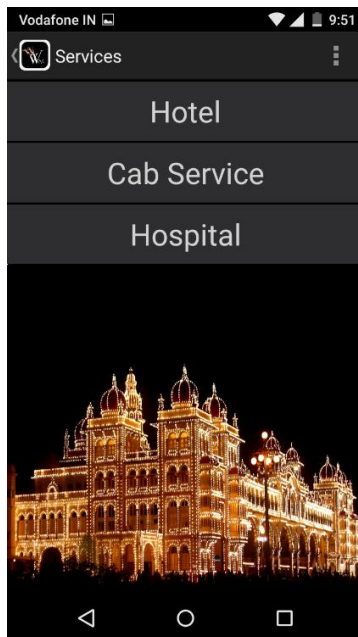 Vodafone IN 9:51
W
Services
Hotel
Cab Service
Hospital